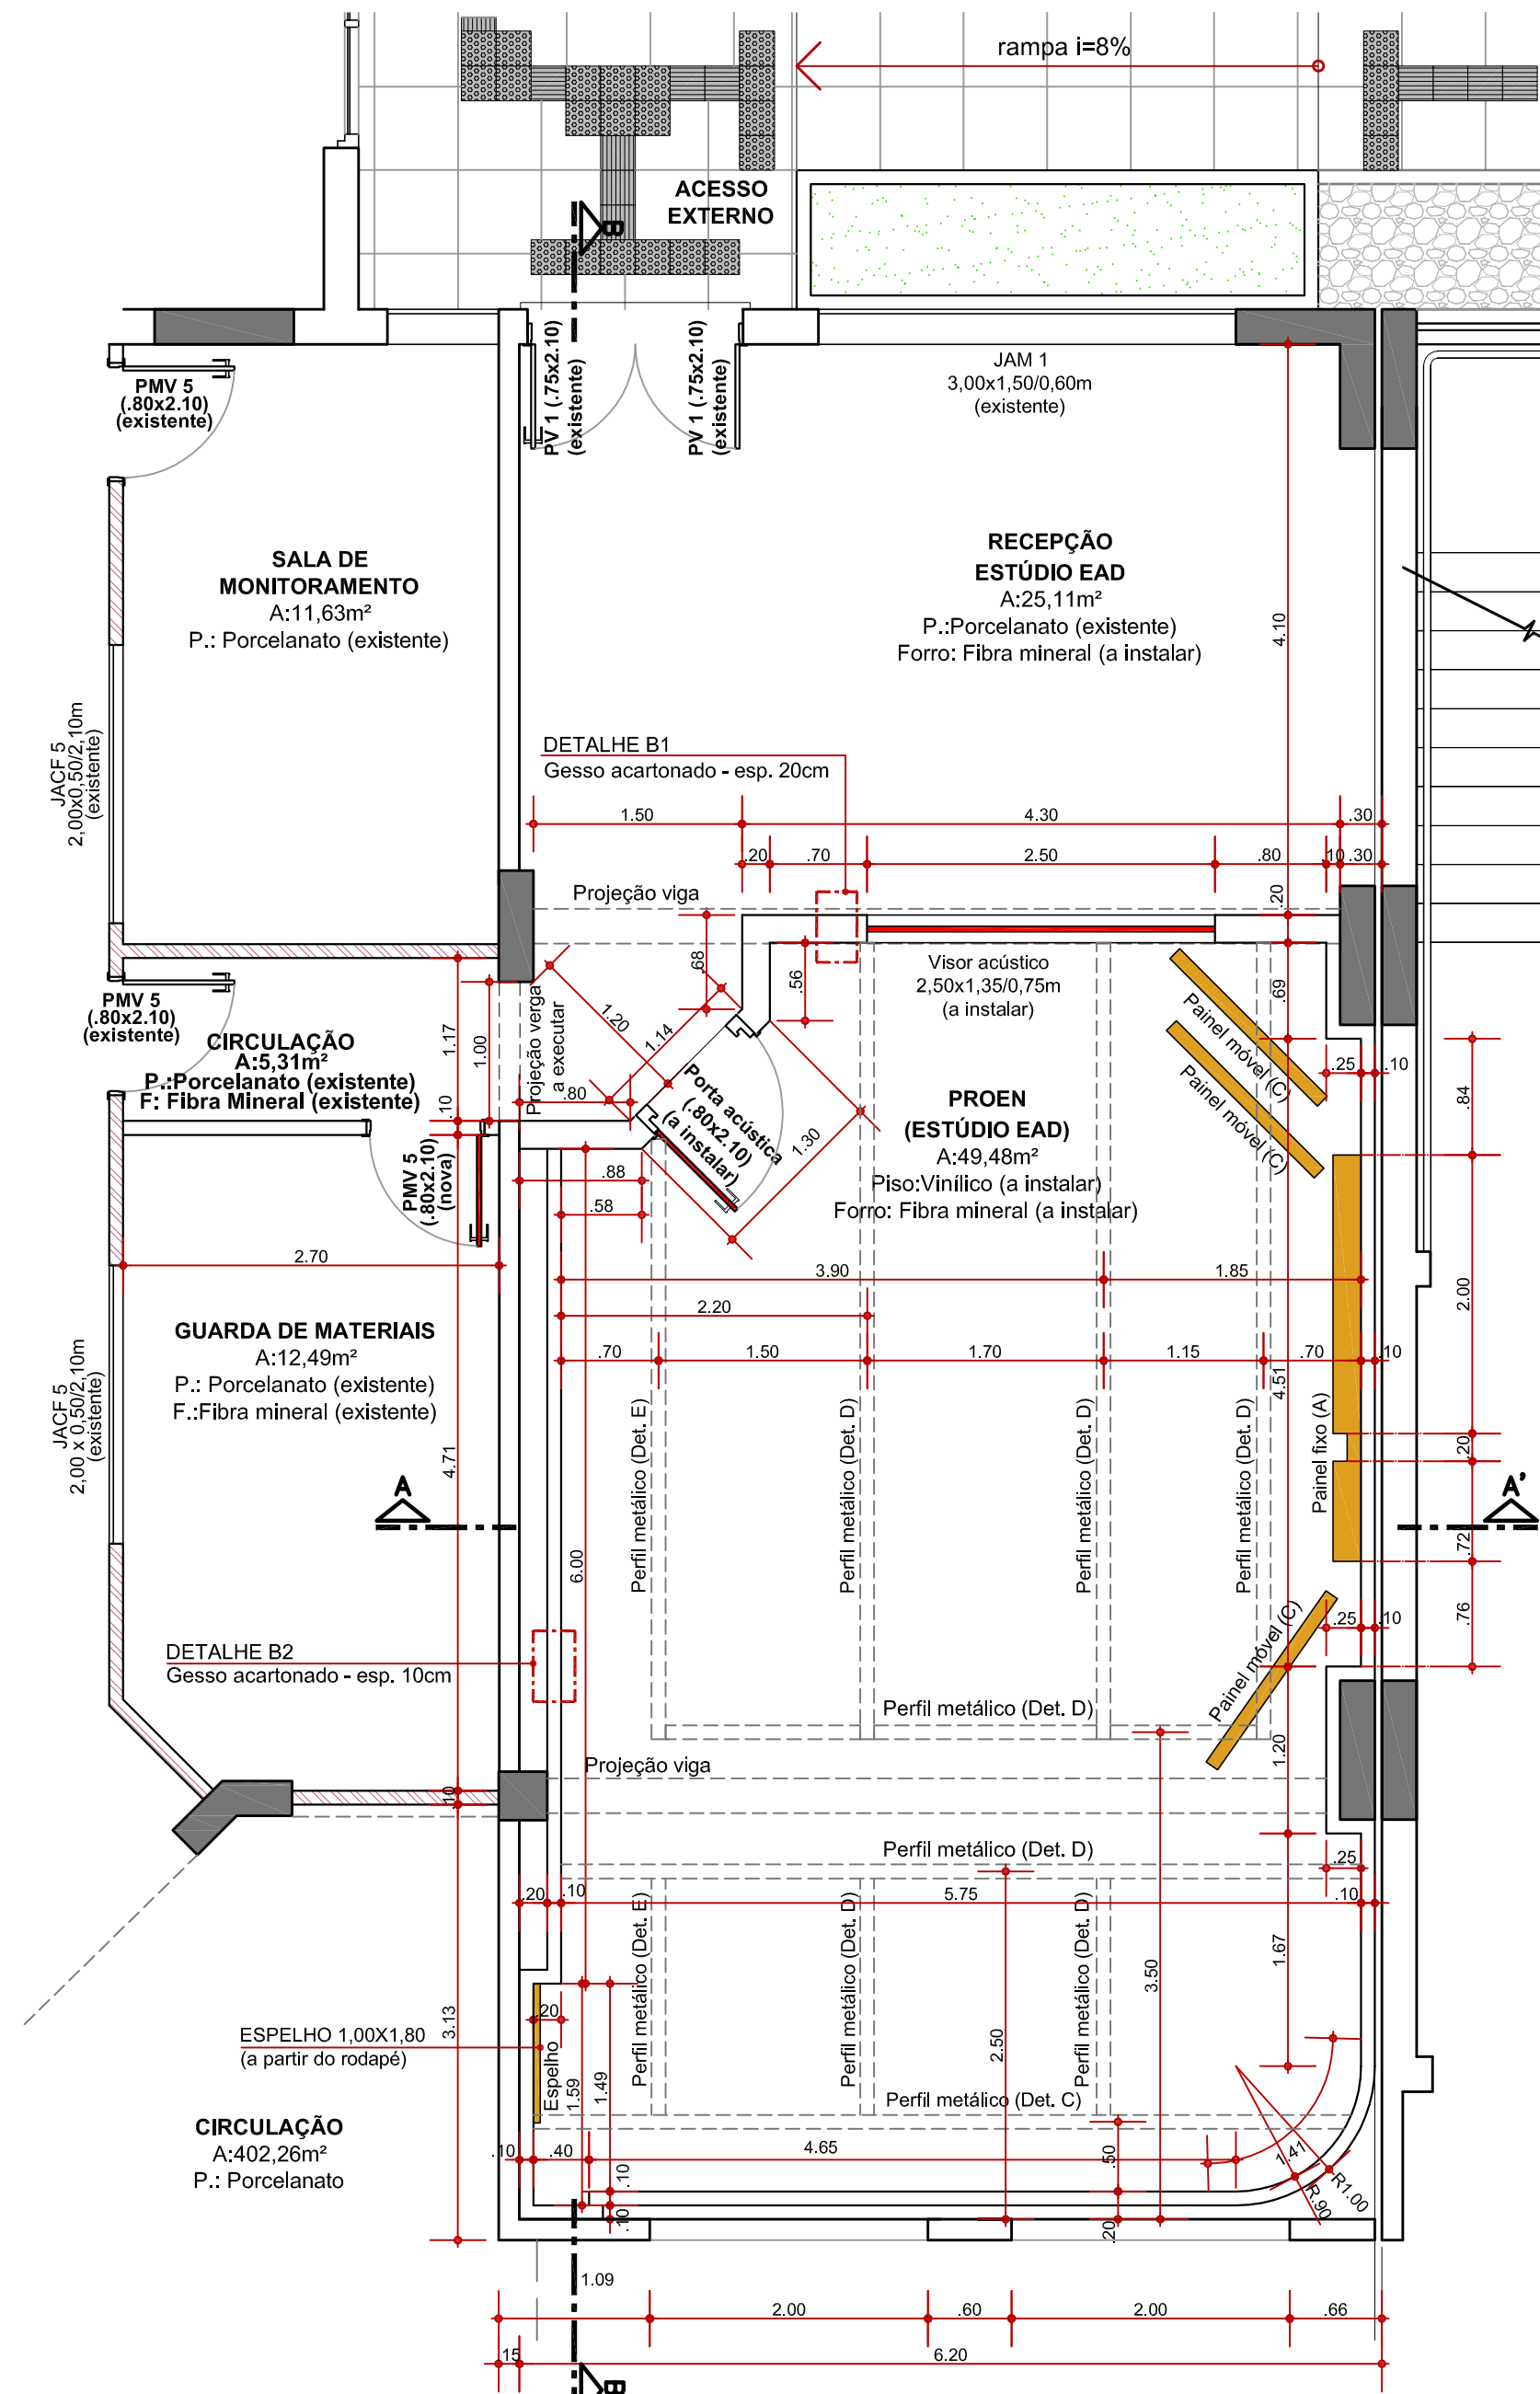 rampa i=8%
ACESSO
EXTERNO
B
PV 1 (.75x2.10)
(existente)
PV 1 (.75x2.10)
(existente)
JAM 1
3,00x1,50/0,60m
(existente)
PMV 5
(.80x2.10)
(existente)
SALA DE
MONITORAMENTO
A:11,63m²
P.: Porcelanato (existente)
RECEPÇÃO
ESTÚDIO EAD
A:25,11m²
P.:Porcelanato (existente)
Forro: Fibra mineral (a instalar)
4.10
JACF 5
2,00x0,50/2,10m
(existente)
DETALHE B1
Gesso acartonado - esp. 20cm
1.50
4.30
.30
.20
.70
2.50
.80
.10
.30
Projeção viga
.20
.68
.56
Visor acústico
2,50x1,35/0,75m
(a instalar)
.69
Painel móvel (C)
Painel móvel (C)
PMV 5
(.80x2.10)
(existente)
CIRCULAÇÃO
A:5,31m²
P.:Porcelanato (existente)
F: Fibra Mineral (existente)
1.17
1.00
.10
Projeção verga
a executar
1.20
1.14
.80
Porta acústica
(.80x2.10)
(a instalar)
1.30
PROEN
(ESTÚDIO EAD)
A:49,48m²
Piso:Vinílico (a instalar)
Forro: Fibra mineral (a instalar)
.25
.10
.84
PMV 5
(.80x2.10)
(nova)
.88
.58
2.70
3.90
1.85
2.00
2.20
GUARDA DE MATERIAIS
A:12,49m²
P.: Porcelanato (existente)
F.:Fibra mineral (existente)
.70
1.50
1.70
1.15
.70
.10
4.51
JACF 5
2,00 x 0,50/2,10m
(existente)
Perfil metálico (Det. E)
Perfil metálico (Det. D)
Perfil metálico (Det. D)
Perfil metálico (Det. D)
Painel fixo (A)
.20
4.71
A
A'
6.00
.72
.76
DETALHE B2
Gesso acartonado - esp. 10cm
.25
.10
Painel móvel (C)
Perfil metálico (Det. D)
1.20
Projeção viga
.10
Perfil metálico (Det. D)
.25
.20
.10
5.75
.10
Perfil metálico (Det. E)
Perfil metálico (Det. D)
Perfil metálico (Det. D)
1.67
3.50
2.50
3.13
ESPELHO 1,00X1,80
(a partir do rodapé)
.20
Espelho
1.59
1.49
Perfil metálico (Det. C)
CIRCULAÇÃO
A:402,26m²
P.: Porcelanato
.10
.40
4.65
.50
1.41
R1.00
R.90
.10
.10
.20
1.09
2.00
.60
2.00
.66
.15
6.20
B